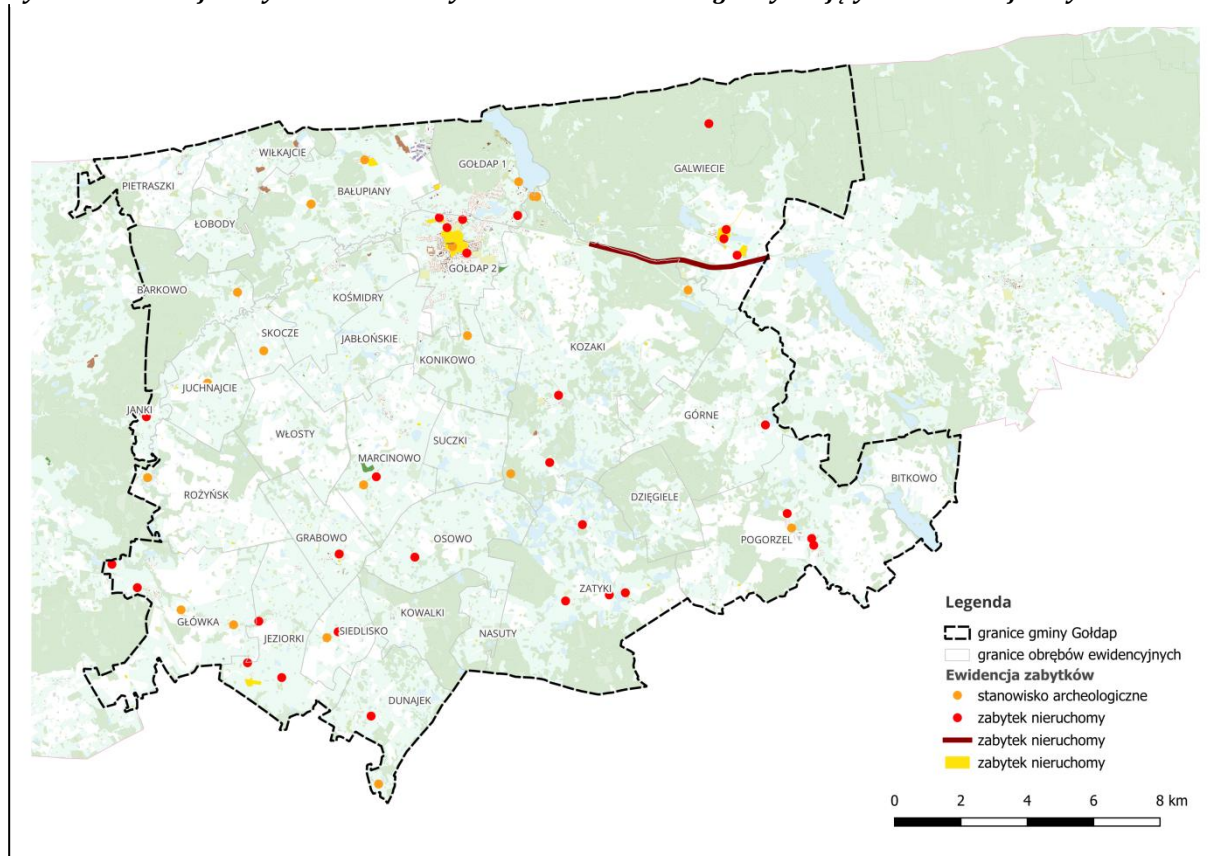 WIŁKAJCIE
GOŁDAP 1
PIETRASZKI
BAŁUPIANY
GALWIECIE
ŁOBODY
GOŁDAP 2
BARKOWO
KOŚMIDRY
SKOCZE
JABŁOŃSKIE
KOZAKI
KONIKOWO
JUCHNAJCIE
JANKI
GÓRNE
WŁOSTY
SUCZKI
MARCINOWO
BITKOWO
ROŻYŃSK
DZIĘGIELE
GRABOWO
OSOWO
POGORZEL
ZATYKI
GŁÓWKA
KOWALKI
SIEDLISKO
JEZIORKI
NASUTY
DUNAJEK
Legenda
granice gminy Gołdap
granice obrębów ewidencyjnych
Ewidencja zabytków
stanowisko archeologiczne
zabytek nieruchomy
zabytek nieruchomy
zabytek nieruchomy
0 2 4 6 8 km